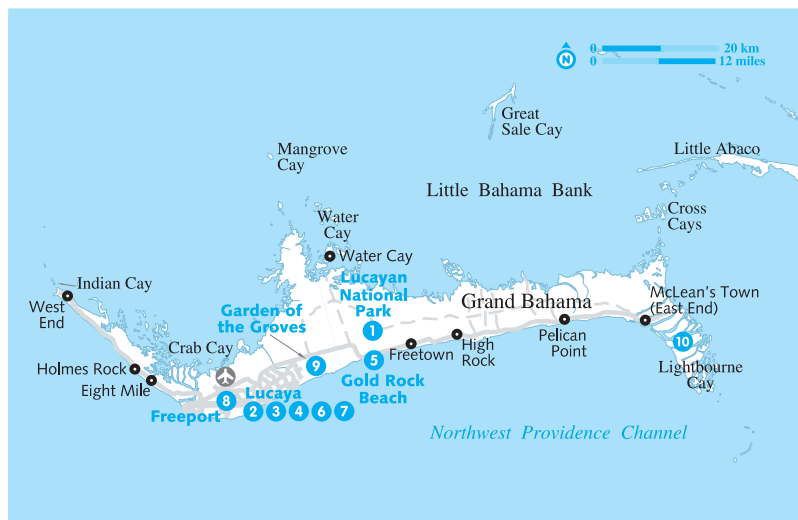 0 20 km
N
0 12 miles
Great
Sale Cay
Mangrove
Cay
Little Abaco
Little Bahama Bank
Cross
Cays
Water
Cay
Water Cay
Lucayan
National
Park
Indian Cay
West
End
Grand Bahama
McLean's Town
(East End)
Garden of
the Groves
1
Pelican
Point
High
Rock
Freetown
10
Crab Cay
5
9
Lightbourne
Cay
Holmes Rock
Eight Mile
Gold Rock
Beach
Lucaya
8
Freeport
2 3 4 6 7
Northwest Providence Channel